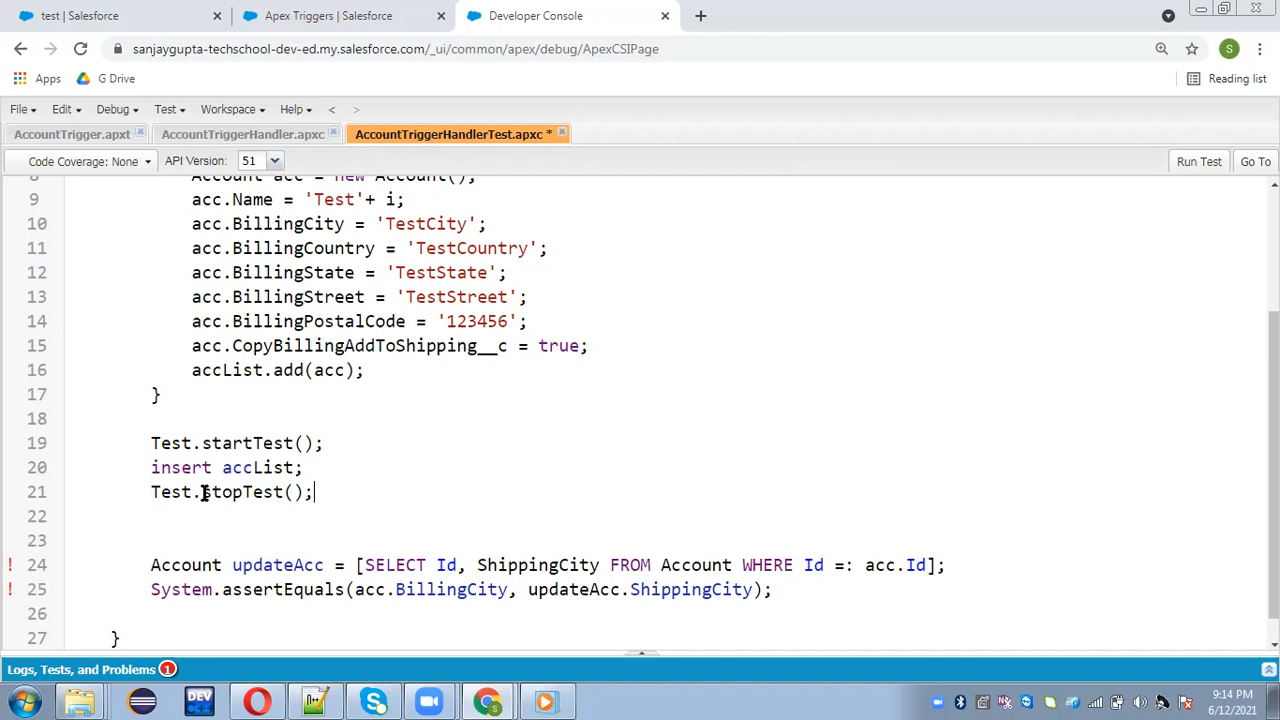 test | Salesforce
Apex Triggers | Salesforce
Developer Console
sanjaygupta-techschool-dev-ed.my.salesforce.com/_ui/common/apex/debug/ApexCSIPage
S
Apps
G Drive
Reading list
File Edit Debug Test Workspace Help < >
AccountTrigger.apxt
AccountTriggerHandler.apxc
AccountTriggerHandlerTest.apxc *
Code Coverage: None
API Version: 51
Run Test
Go To
8 Account acc = new Account();
9 acc.Name = 'Test'+ i;
10 acc.BillingCity = 'TestCity';
11 acc.BillingCountry = 'TestCountry';
12 acc.BillingState = 'TestState';
13 acc.BillingStreet = 'TestStreet';
14 acc.BillingPostalCode = '123456';
15 acc.CopyBillingAddToShipping__c = true;
16 accList.add(acc);
17 }
18
19 Test.startTest();
20 insert accList;
21 Test.stopTest();
22
23
! 24 Account updateAcc = [SELECT Id, ShippingCity FROM Account WHERE Id =: acc.Id];
! 25 System.assertEquals(acc.BillingCity, updateAcc.ShippingCity);
26
27 }
Logs, Tests, and Problems 1
DEV
9:14 PM
6/12/2021